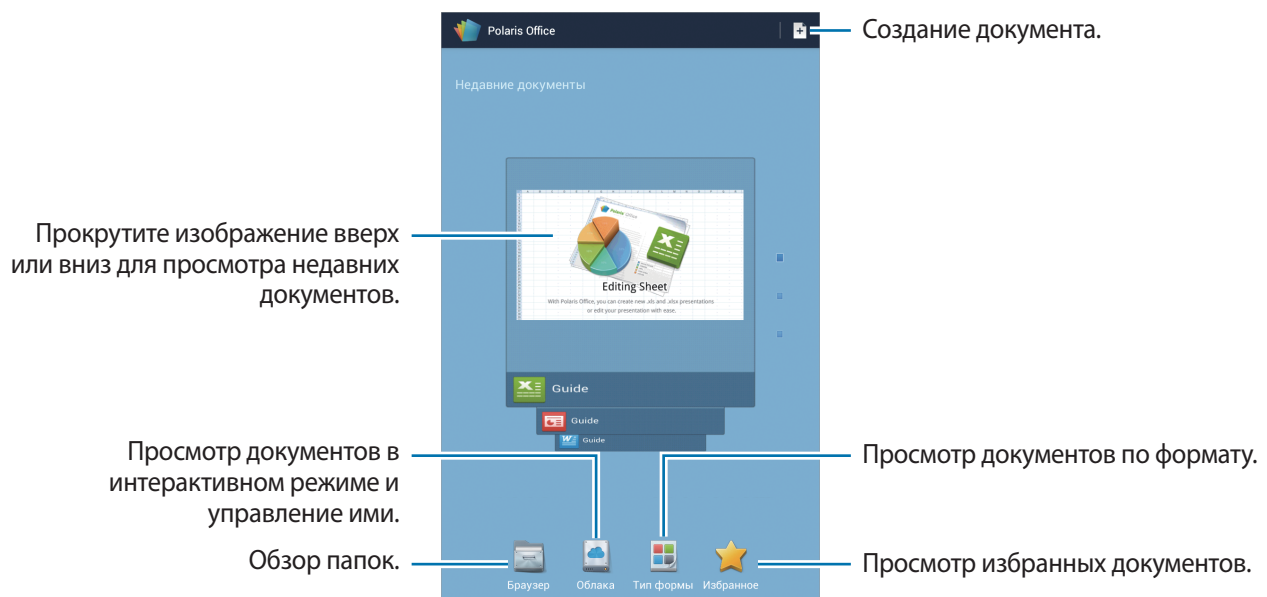 Polaris Office
Создание документа.
Недавние документы
Прокрутите изображение вверх
или вниз для просмотра недавних
документов.
Polaris Office
Editing Sheet
With Polaris Office, you can create new .xls and .xlsx presentations
or edit your presentation with ease.
Guide
Guide
Guide
Просмотр документов в
интерактивном режиме и
управление ими.
Просмотр документов по формату.
Обзор папок.
Просмотр избранных документов.
Браузер
Облака
Тип формы
Избранное